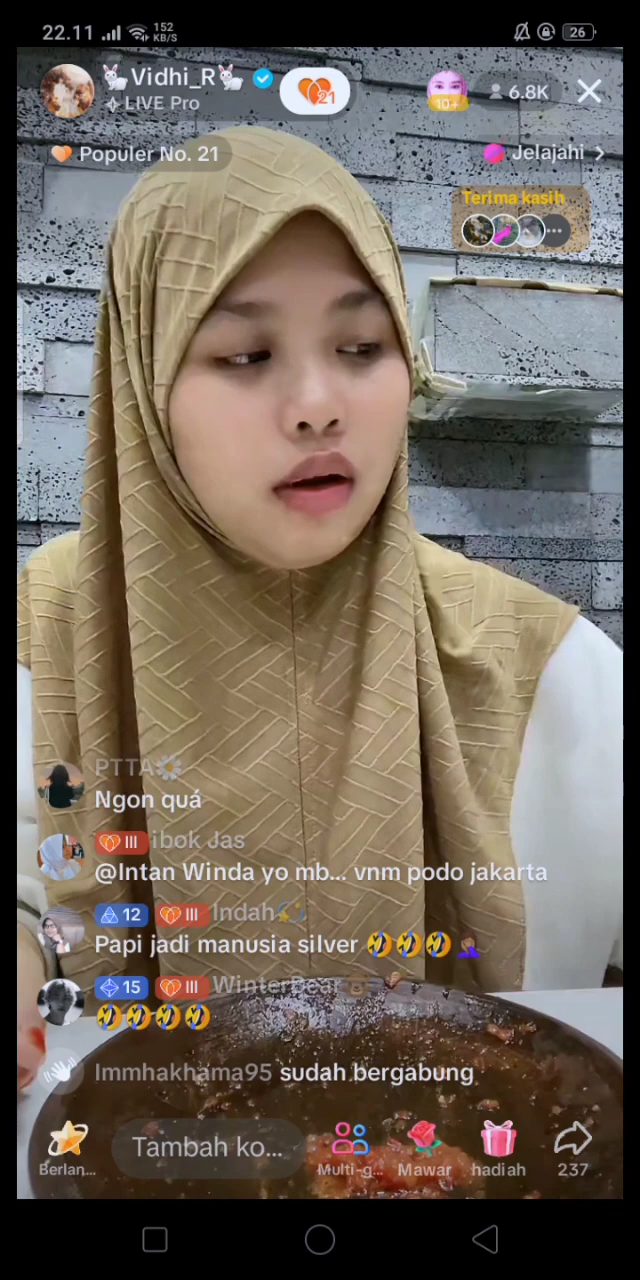 22.11
152
KB/S
26
Vidhi_R
LIVE Pro
21
10+
6.8K
Populer No. 21
Jelajahi
Terima kasih
PTTA
Ngon quá
III ibok Jas
@Intan Winda yo mb... vnm podo jakarta
12 III Indah
Papi jadi manusia silver
15 III WinterBear
Immhakhama95 sudah bergabung
Berlan...
Tambah ko...
Multi-g...
Mawar
hadiah
237